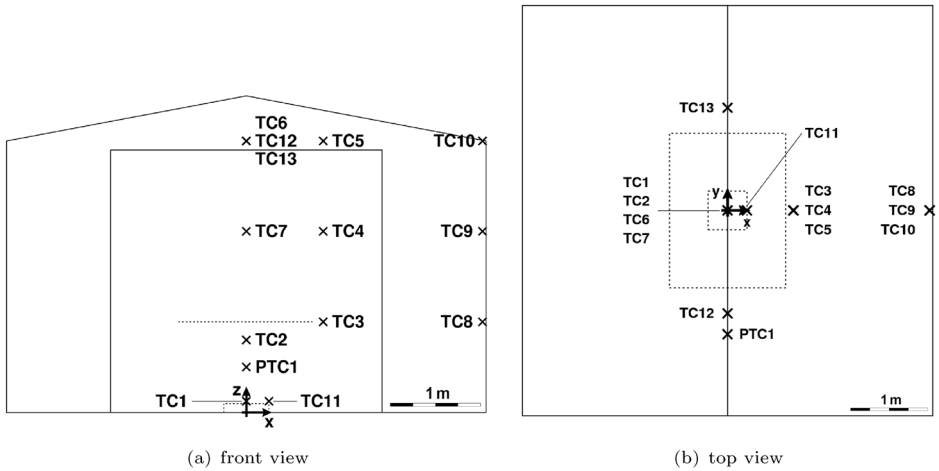 TC6
TC12
TC5
TC10
TC13
TC7
TC4
TC9
TC3
TC8
TC2
PTC1
z
TC1
TC11
x
1 m
(a) front view
TC13
TC11
TC1
TC2
TC6
TC7
y
x
TC3
TC4
TC5
TC8
TC9
TC10
TC12
PTC1
1 m
(b) top view